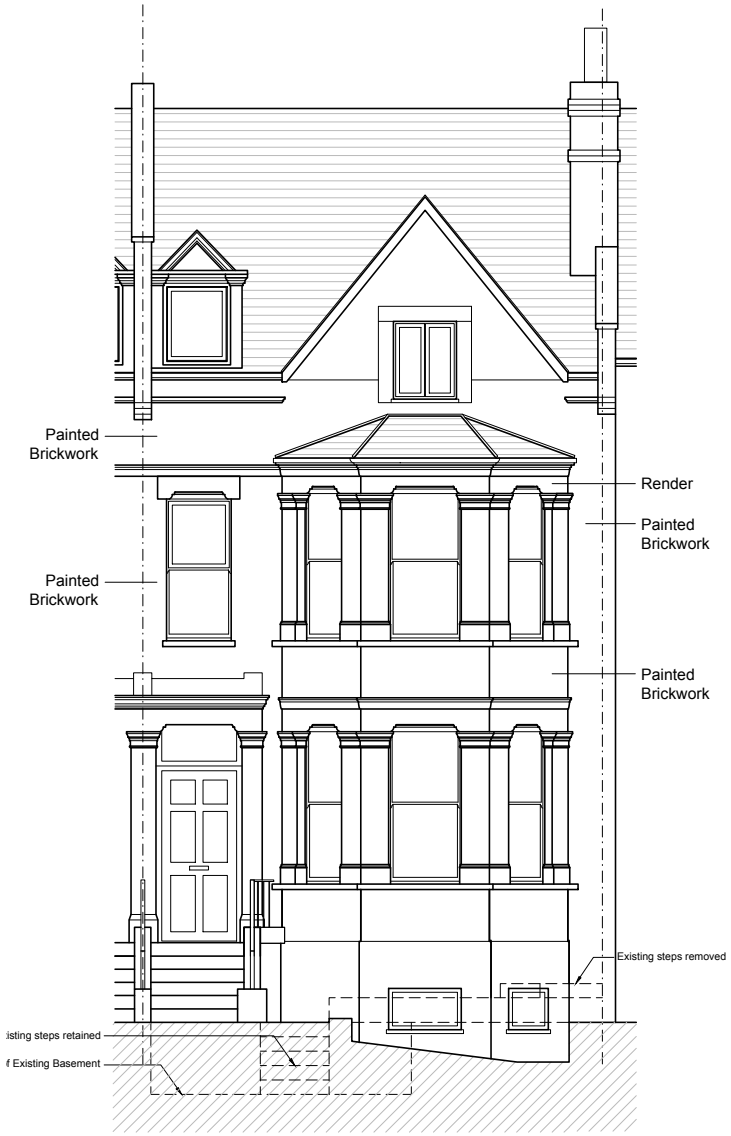 Painted
Brickwork
Render
Painted
Brickwork
Painted
Brickwork
Painted
Brickwork
Existing steps removed
isting steps retained
f Existing Basement